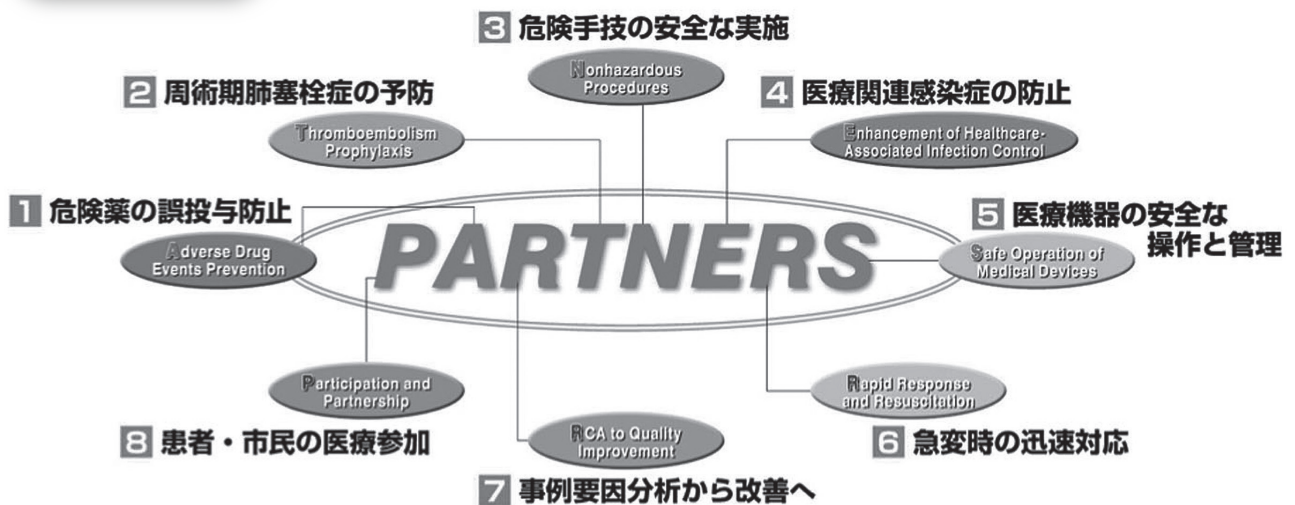 3 危険手技の安全な実施
Nonhazardous
Procedures
2 周術期肺塞栓症の予防
Thromboembolism
Prophylaxis
4 医療関連感染症の防止
Enhancement of Healthcare-
Associated Infection Control
1 危険薬の誤投与防止
Adverse Drug
Events Prevention
PARTNERS
5 医療機器の安全な
操作と管理
Safe Operation of
Medical Devices
Participation and
Partnership
8 患者・市民の医療参加
RCA to Quality
Improvement
7 事例要因分析から改善へ
Rapid Response
and Resuscitation
6 急変時の迅速対応